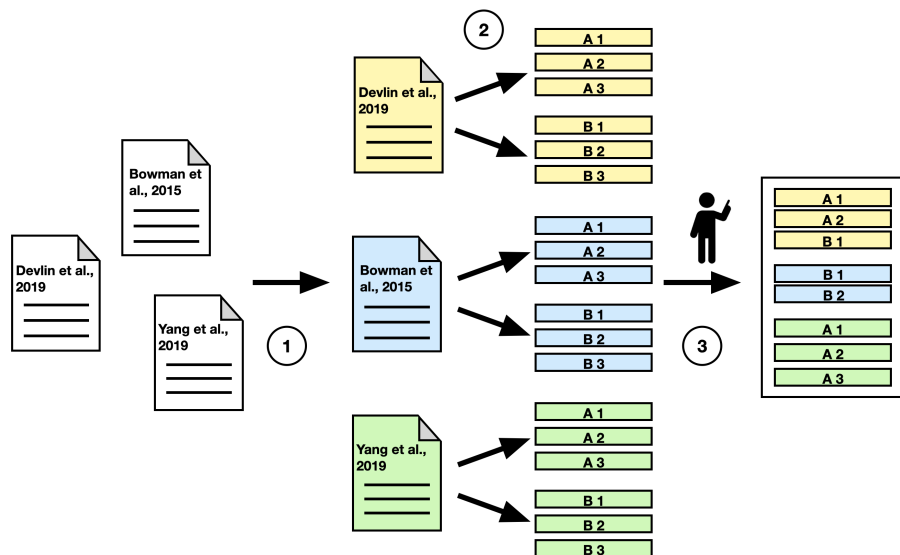 Bowman et
al., 2015
Devlin et al.,
2019
Yang et al.,
2019
1
2
Devlin et al.,
2019
A 1
A 2
A 3
B 1
B 2
B 3
Bowman et
al., 2015
A 1
A 2
A 3
B 1
B 2
B 3
Yang et al.,
2019
A 1
A 2
A 3
B 1
B 2
B 3
3
A 1
A 2
B 1
B 1
B 2
A 1
A 2
A 3